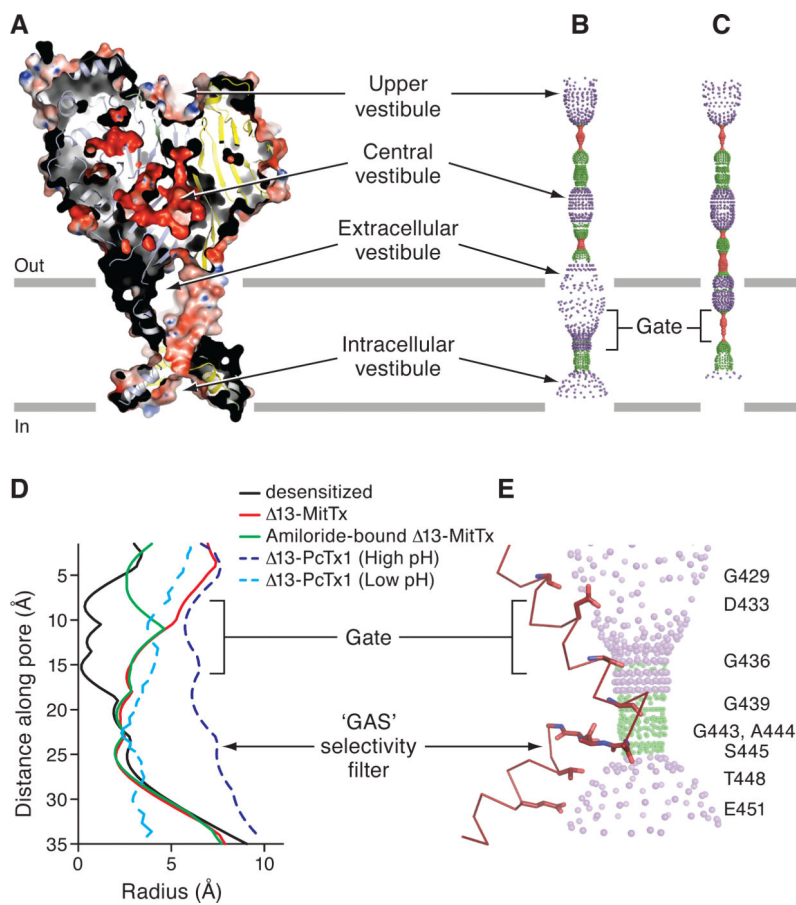 A
B
C
Upper
vestibule
Central
vestibule
Extracellular
vestibule
Out
Gate
Intracellular
vestibule
In
D
desensitized
Δ13-MitTx
Amiloride-bound Δ13-MitTx
Δ13-PcTx1 (High pH)
Δ13-PcTx1 (Low pH)
E
Distance along pore (Å)
5
10
15
20
25
30
35
0
5
10
Radius (Å)
Gate
‘GAS’
selectivity
filter
G429
D433
G436
G439
G443, A444
S445
T448
E451